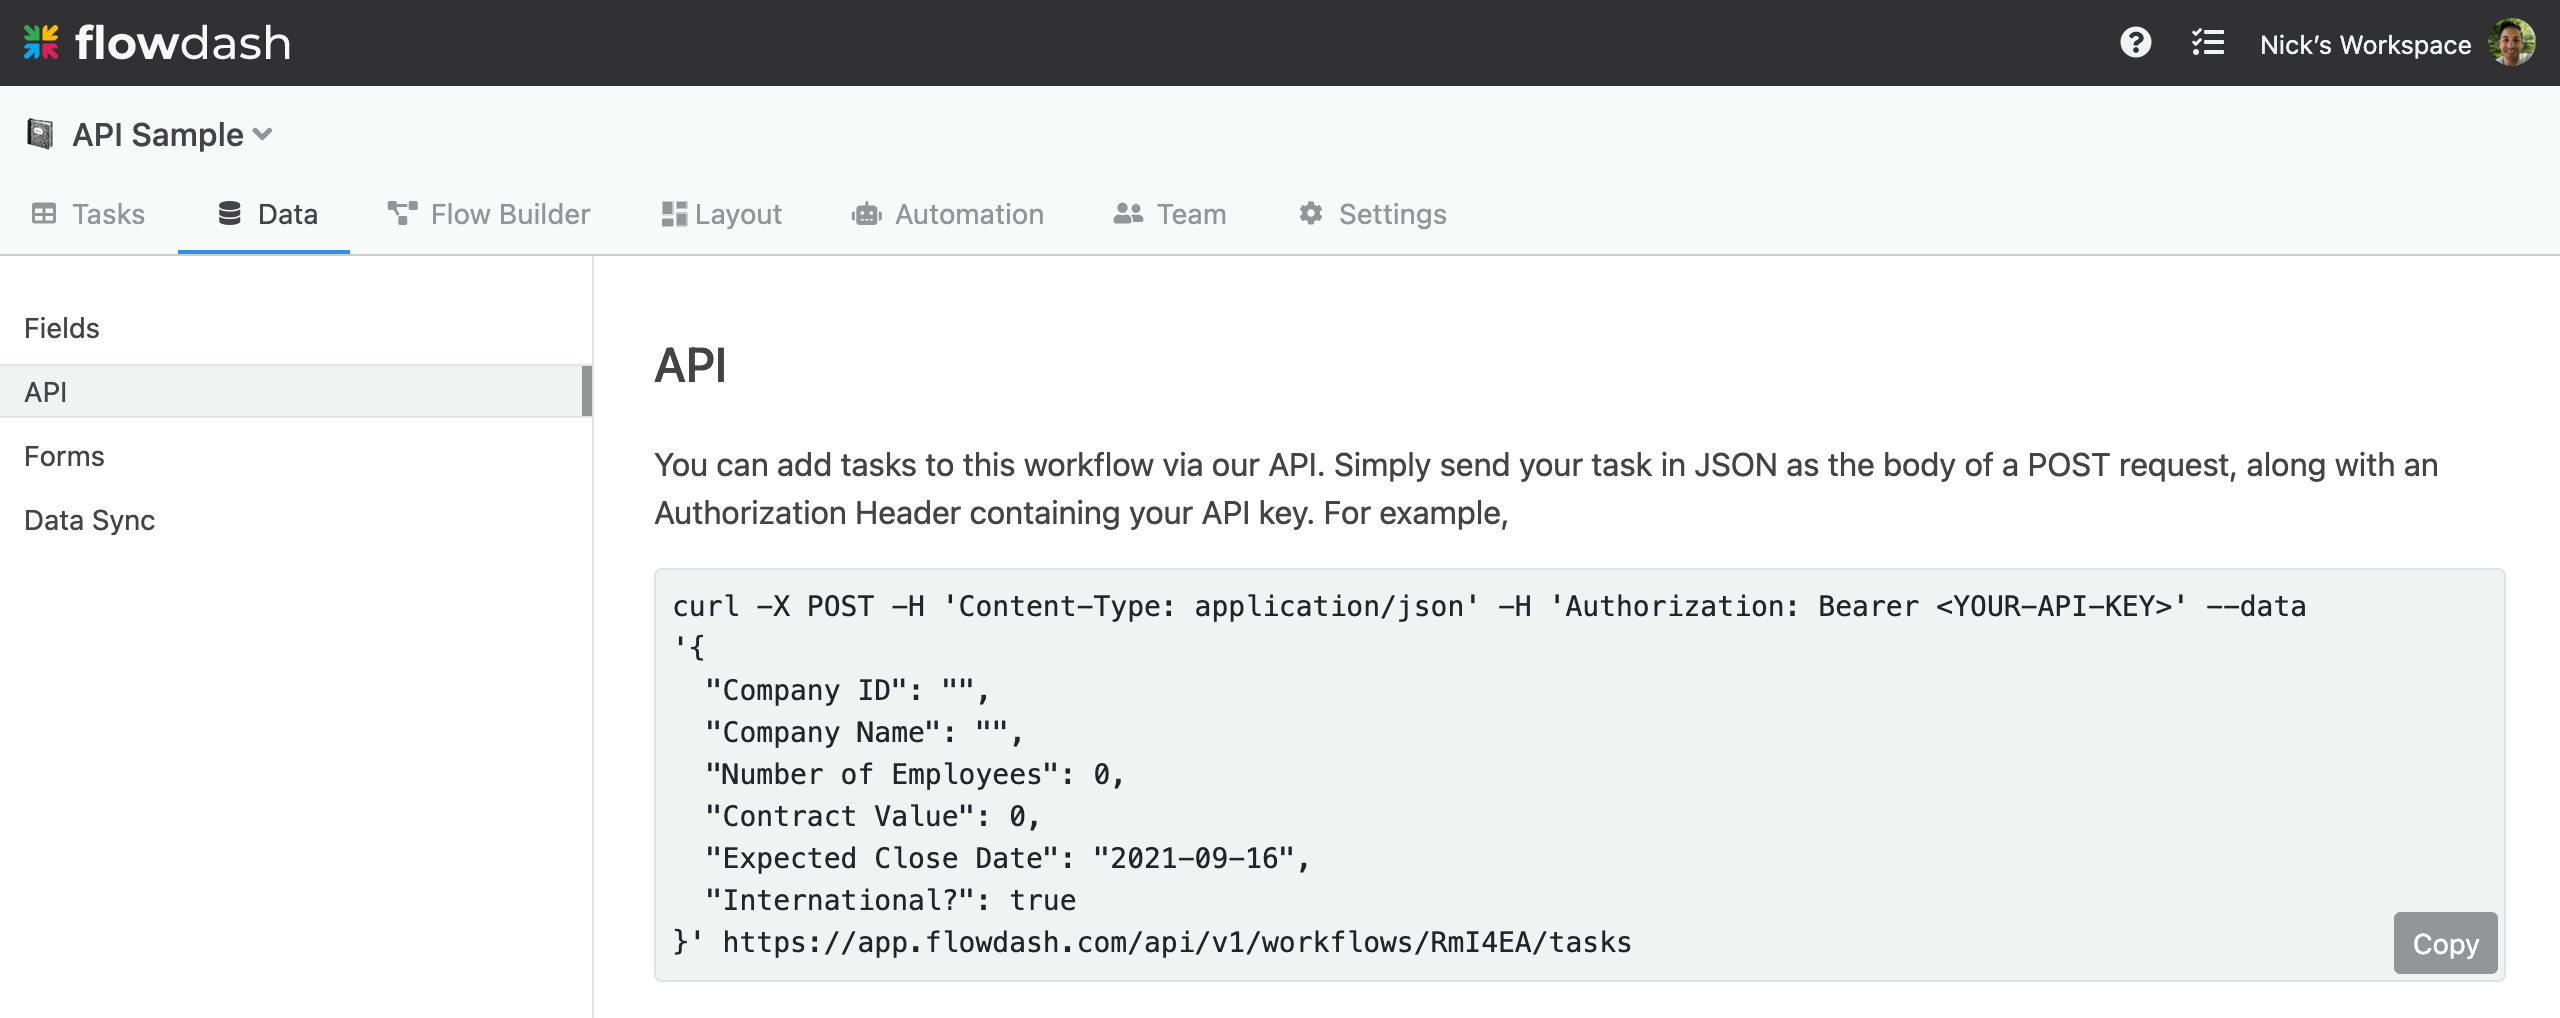 flowdash
Nick's Workspace
API Sample
Tasks
Data
Flow Builder
Layout
Automation
Team
Settings
Fields
API
Forms
Data Sync
API
You can add tasks to this workflow via our API. Simply send your task in JSON as the body of a POST request, along with an
Authorization Header containing your API key. For example,
curl -X POST -H 'Content-Type: application/json' -H 'Authorization: Bearer <YOUR-API-KEY>' --data
'{
  "Company ID": "",
  "Company Name": "",
  "Number of Employees": 0,
  "Contract Value": 0,
  "Expected Close Date": "2021-09-16",
  "International?": true
}' https://app.flowdash.com/api/v1/workflows/RmI4EA/tasks
Copy